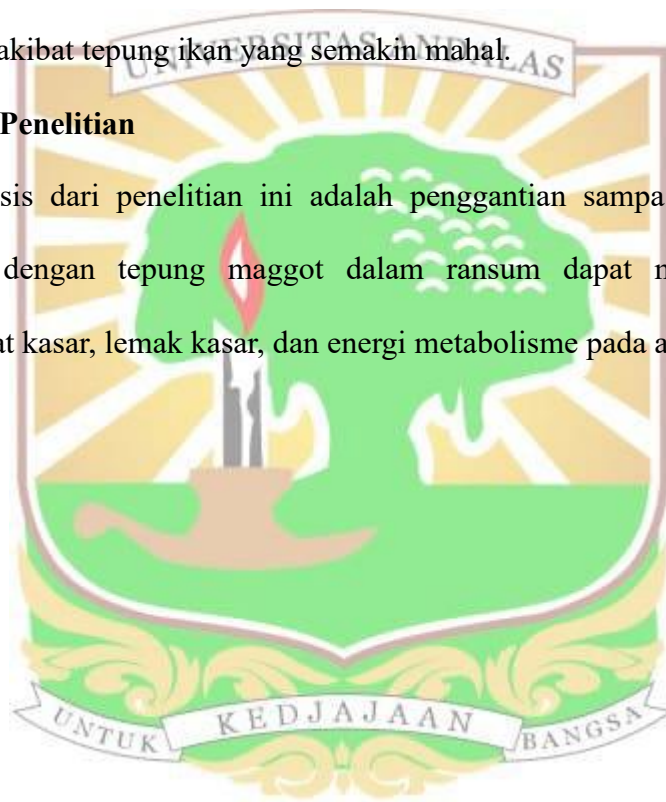 akibat tepung ikan yang semakin mahal.
UNIVERSITAS ANDALAS
Penelitian
sis dari penelitian ini adalah penggantian sampa
dengan tepung maggot dalam ransum dapat m
at kasar, lemak kasar, dan energi metabolisme pada a
UNTUK KEDJAJAAN BANGSA